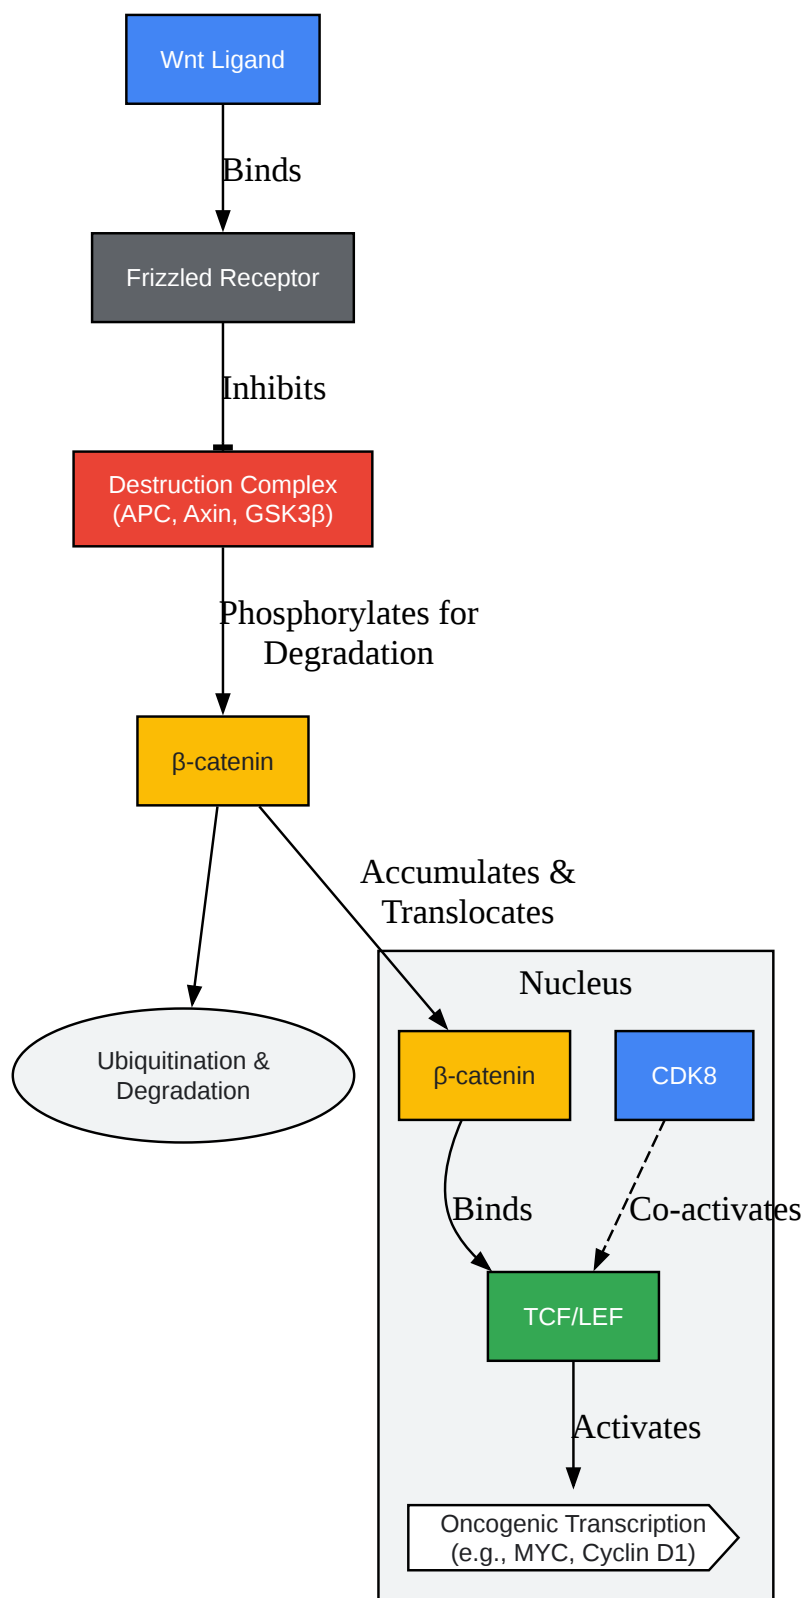 Wnt Ligand
Binds
Frizzled Receptor
Inhibits
Destruction Complex
(APC, Axin, GSK3β)
Phosphorylates for
Degradation
β-catenin
Accumulates &
Translocates
Nucleus
Ubiquitination &
Degradation
β-catenin
CDK8
Binds
Co-activates
TCF/LEF
Activates
Oncogenic Transcription
(e.g., MYC, Cyclin D1)